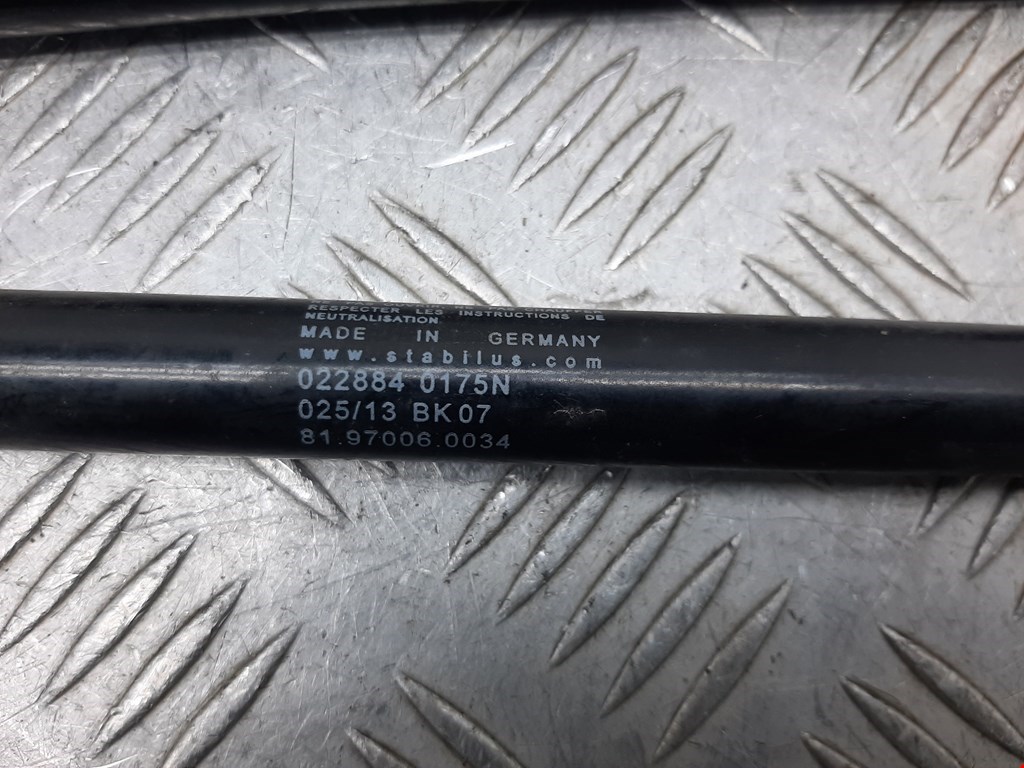 RESPECTER LES INSTRUCTIONS DE
NEUTRALISATION
MADE IN GERMANY
www.stabilus.com
022884 0175N
025/13 BK07
81.97006.0034